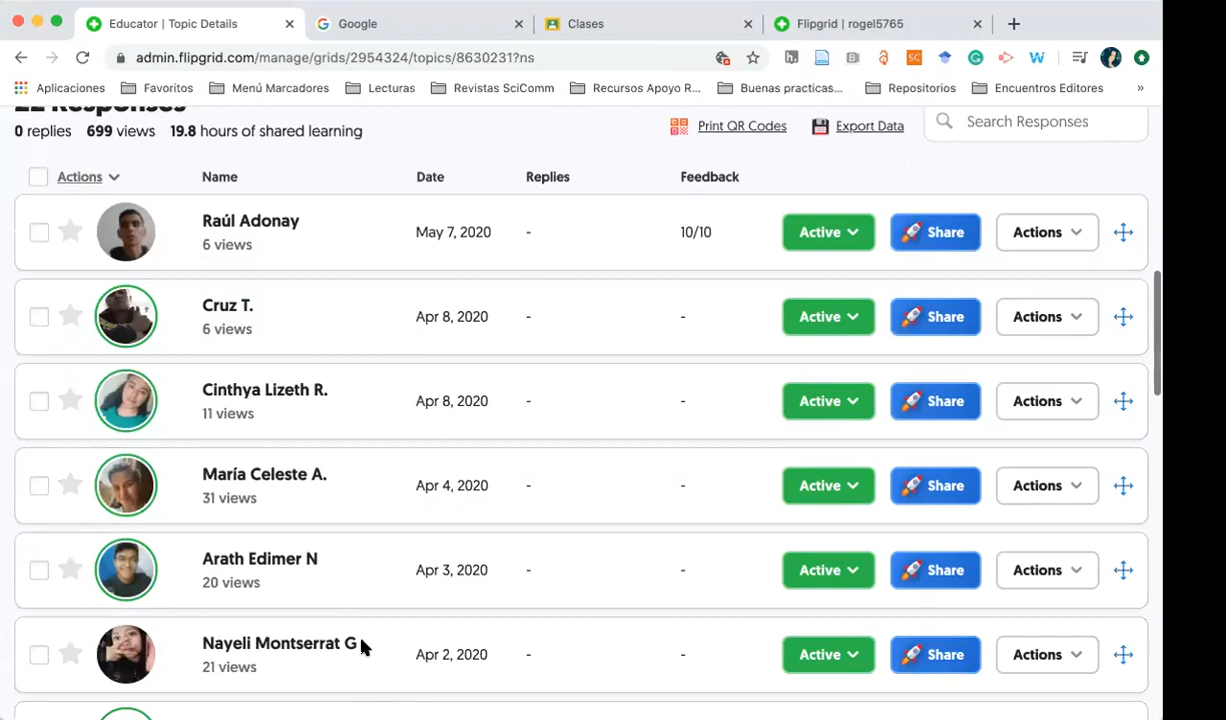 Educator | Topic Details
Google
Clases
Flipgrid | rogel5765
admin.flipgrid.com/manage/grids/2954324/topics/8630231?ns
Aplicaciones Favoritos Menú Marcadores Lecturas Revistas SciComm Recursos Apoyo R... Buenas practicas... Repositorios Encuentros Editores »
22 Responses
0 replies 699 views 19.8 hours of shared learning Print QR Codes Export Data Search Responses
Actions Name Date Replies Feedback
Raúl Adonay
6 views
May 7, 2020 - 10/10 Active Share Actions
Cruz T.
6 views
Apr 8, 2020 - - Active Share Actions
Cinthya Lizeth R.
11 views
Apr 8, 2020 - - Active Share Actions
María Celeste A.
31 views
Apr 4, 2020 - - Active Share Actions
Arath Edimer N
20 views
Apr 3, 2020 - - Active Share Actions
Nayeli Montserrat G
21 views
Apr 2, 2020 - - Active Share Actions